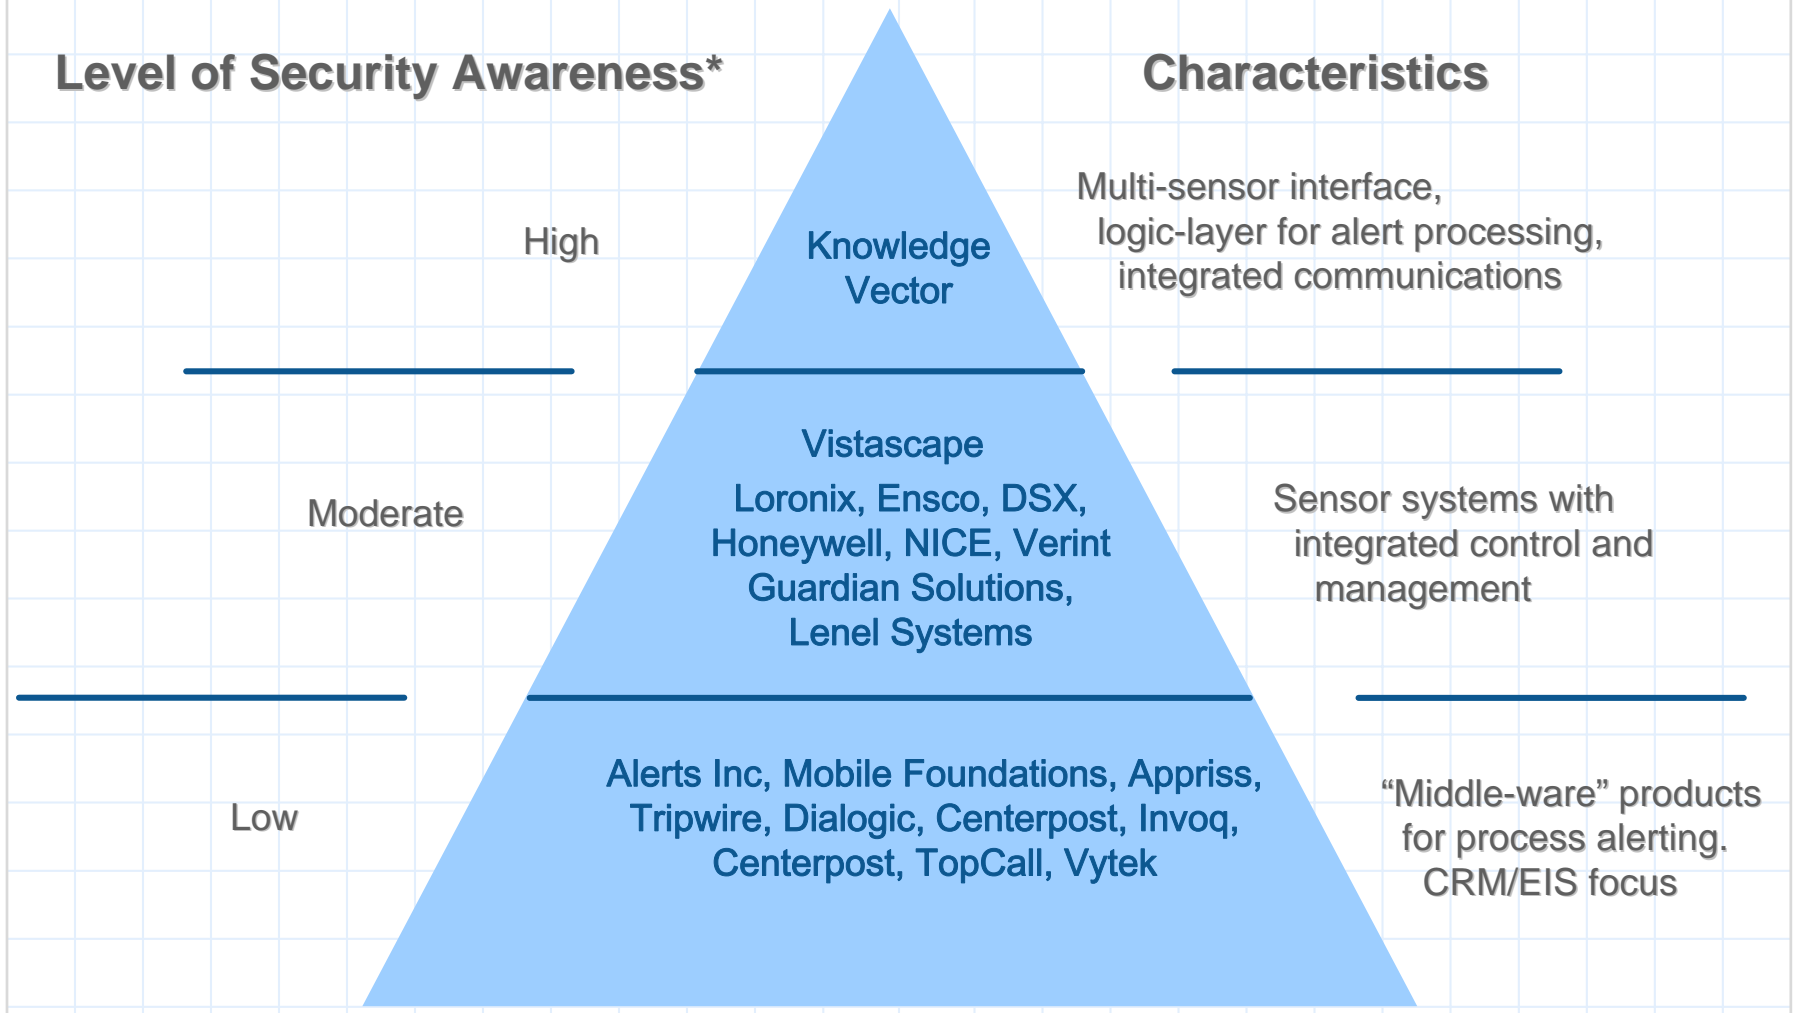 Level of Security Awareness*
Characteristics
High
Knowledge
Vector
Multi-sensor interface,
logic-layer for alert processing,
integrated communications
Moderate
Vistascape
Loronix, Ensco, DSX,
Honeywell, NICE, Verint
Guardian Solutions,
Lenel Systems
Sensor systems with
integrated control and
management
Low
Alerts Inc, Mobile Foundations, Appriss,
Tripwire, Dialogic, Centerpost, Invoq,
Centerpost, TopCall, Vytek
“Middle-ware” products
for process alerting.
CRM/EIS focus